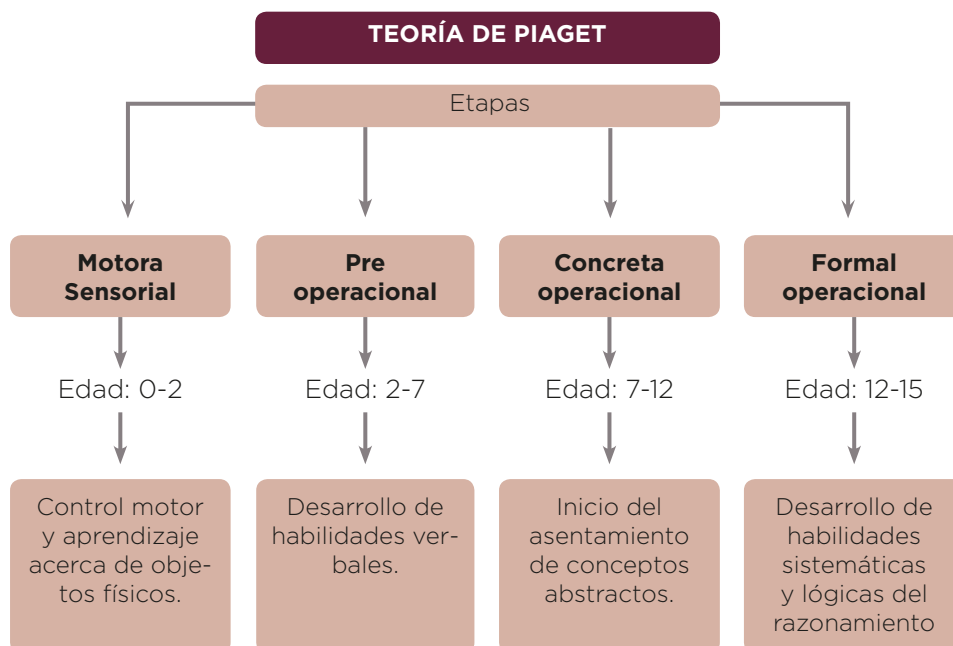 TEORÍA DE PIAGET
Etapas
Motora
Sensorial
Edad: 0-2
Control motor
y aprendizaje
acerca de obje-
tos físicos.
Pre
operacional
Edad: 2-7
Desarrollo de
habilidades ver-
bales.
Concreta
operacional
Edad: 7-12
Inicio del
asentamiento
de conceptos
abstractos.
Formal
operacional
Edad: 12-15
Desarrollo de
habilidades
sistemáticas
y lógicas del
razonamiento